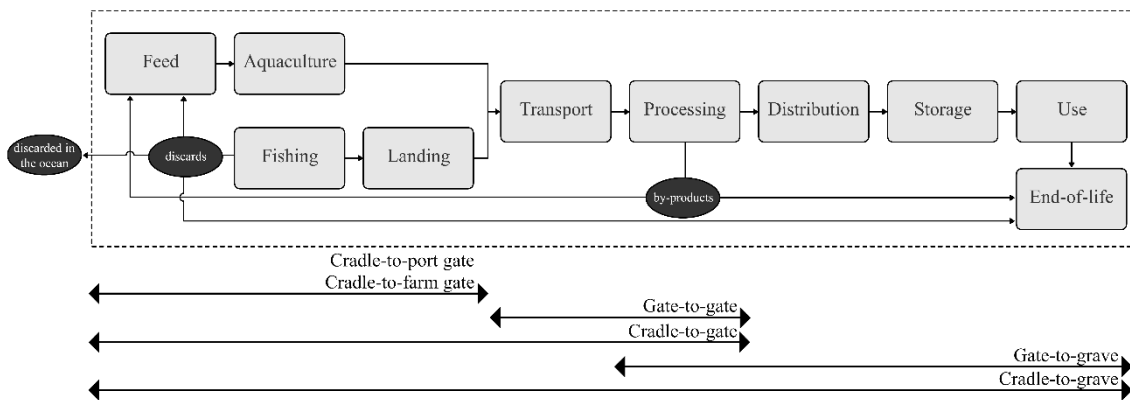 Feed
Aquaculture
Transport
Processing
Distribution
Storage
Use
discarded in
the ocean
discards
Fishing
Landing
by-products
End-of-life
Cradle-to-port gate
Cradle-to-farm gate
Gate-to-gate
Cradle-to-gate
Gate-to-grave
Cradle-to-grave